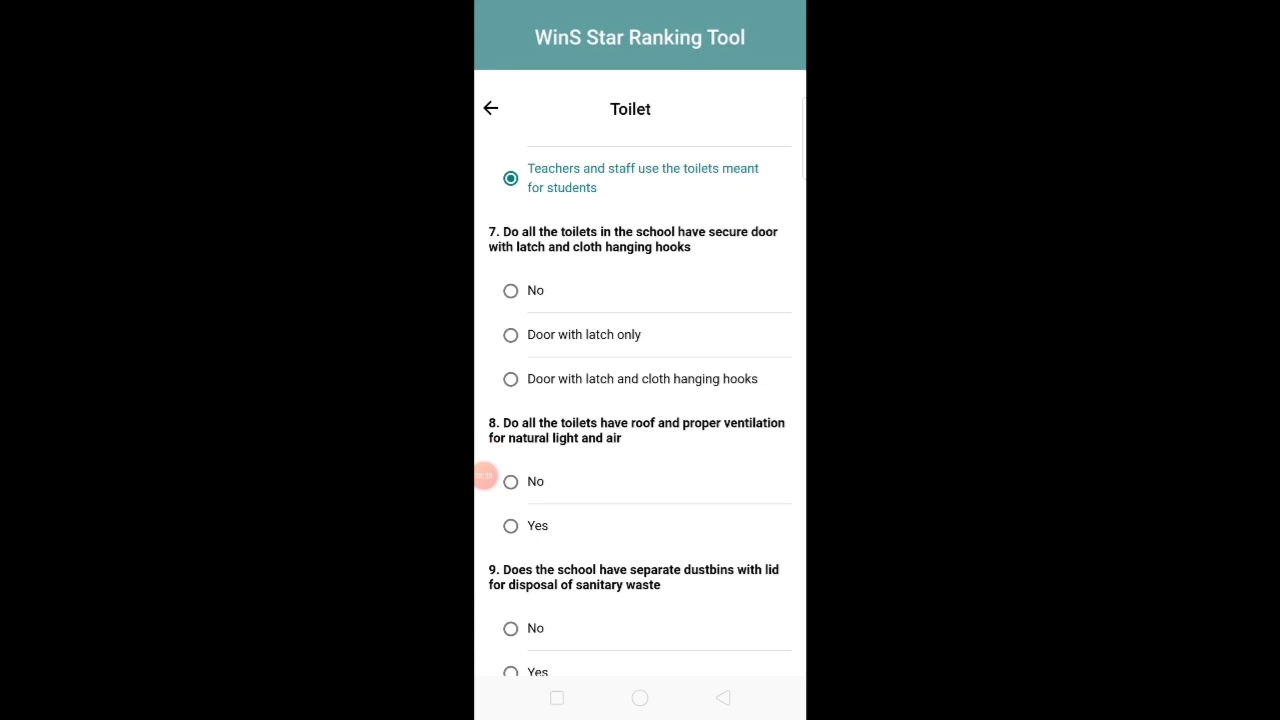 WinS Star Ranking Tool
Toilet
Teachers and staff use the toilets meant
for students
7. Do all the toilets in the school have secure door
with latch and cloth hanging hooks
No
Door with latch only
Door with latch and cloth hanging hooks
8. Do all the toilets have roof and proper ventilation
for natural light and air
No
Yes
9. Does the school have separate dustbins with lid
for disposal of sanitary waste
No
Yes